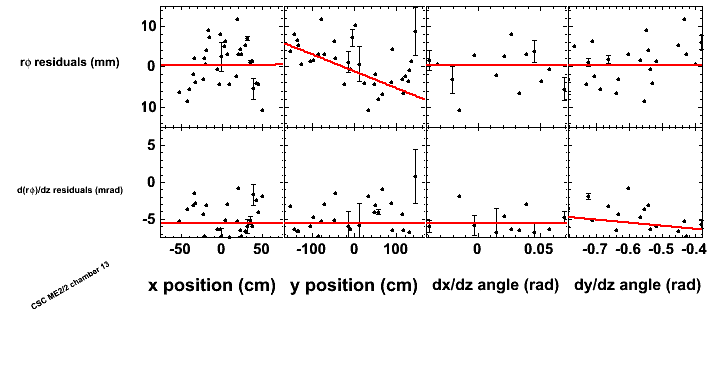 10
rφ residuals (mm)
0
10
5
d(rφ)/dz residuals (mrad)
0
-5
-50 0 50 -100 0 100 0 0.05 -0.7 -0.6 -0.5 -0.4
x position (cm) y position (cm) dx/dz angle (rad) dy/dz angle (rad)
CSC ME2/2 chamber 13